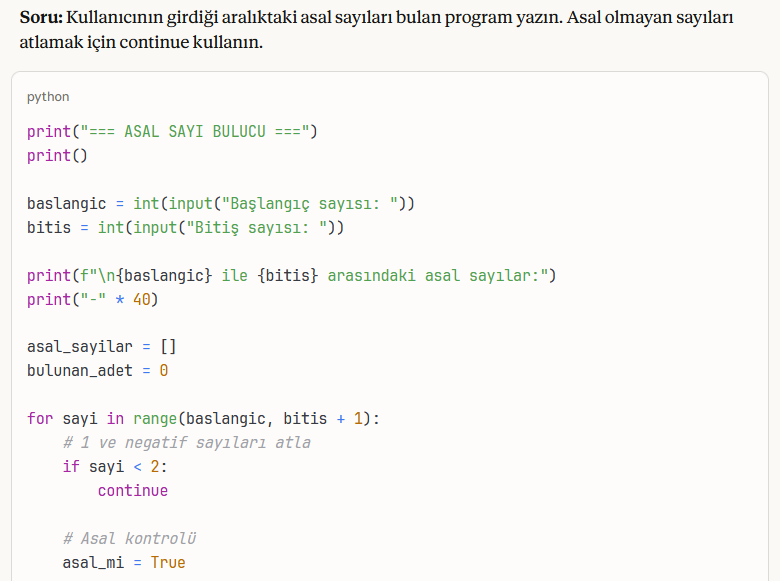 Soru: Kullanıcının girdiği aralıktaki asal sayıları bulan program yazın. Asal olmayan sayıları
atlamak için continue kullanın.
python
print("=== ASAL SAYI BULUCU ===")
print()
baslangic = int(input("Başlangıç sayısı: "))
bitis = int(input("Bitiş sayısı: "))
print(f"\n{baslangic} ile {bitis} arasındaki asal sayılar:")
print("-" * 40)
asal_sayilar = []
bulunan_adet = 0
for sayi in range(baslangic, bitis + 1):
    # 1 ve negatif sayıları atla
    if sayi < 2:
        continue
    # Asal kontrolü
    asal_mi = True